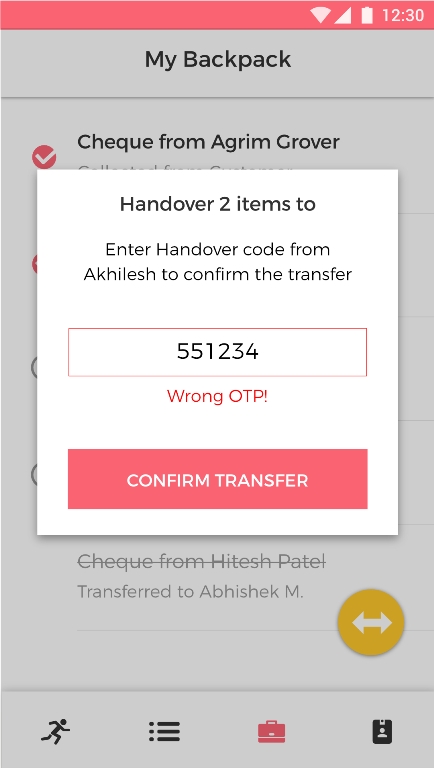 12:30
My Backpack
Cheque from Agrim Grover
Collected from Customer
Handover 2 items to
Enter Handover code from
Akhilesh to confirm the transfer
551234
Wrong OTP!
CONFIRM TRANSFER
Cheque from Hitesh Patel
Transferred to Abhishek M.